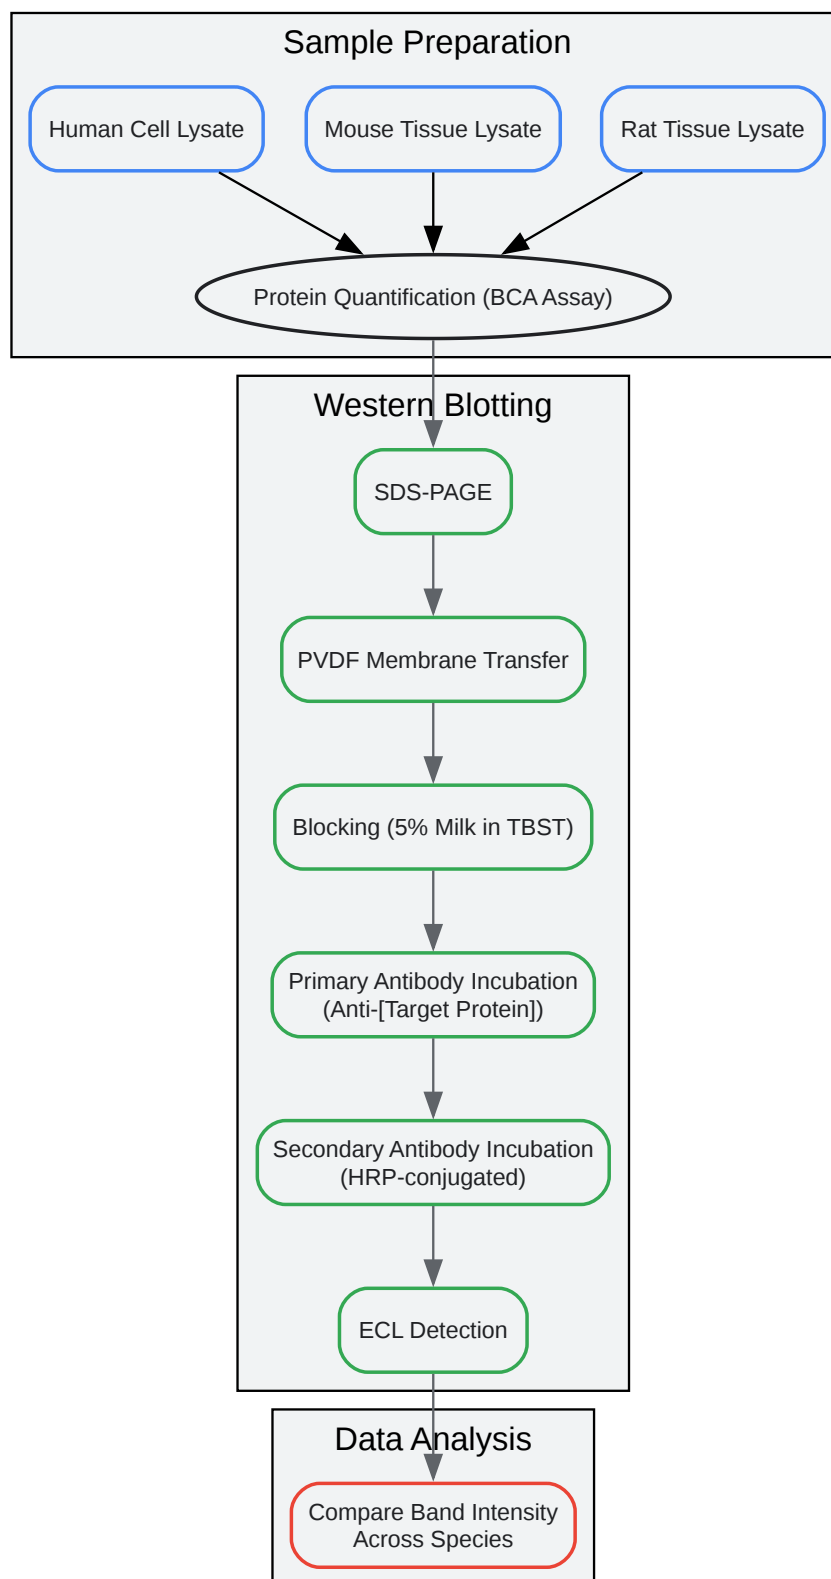 Sample Preparation
Human Cell Lysate
Mouse Tissue Lysate
Rat Tissue Lysate
Protein Quantification (BCA Assay)
Western Blotting
SDS-PAGE
PVDF Membrane Transfer
Blocking (5% Milk in TBST)
Primary Antibody Incubation
(Anti-[Target Protein])
Secondary Antibody Incubation
(HRP-conjugated)
ECL Detection
Data Analysis
Compare Band Intensity
Across Species